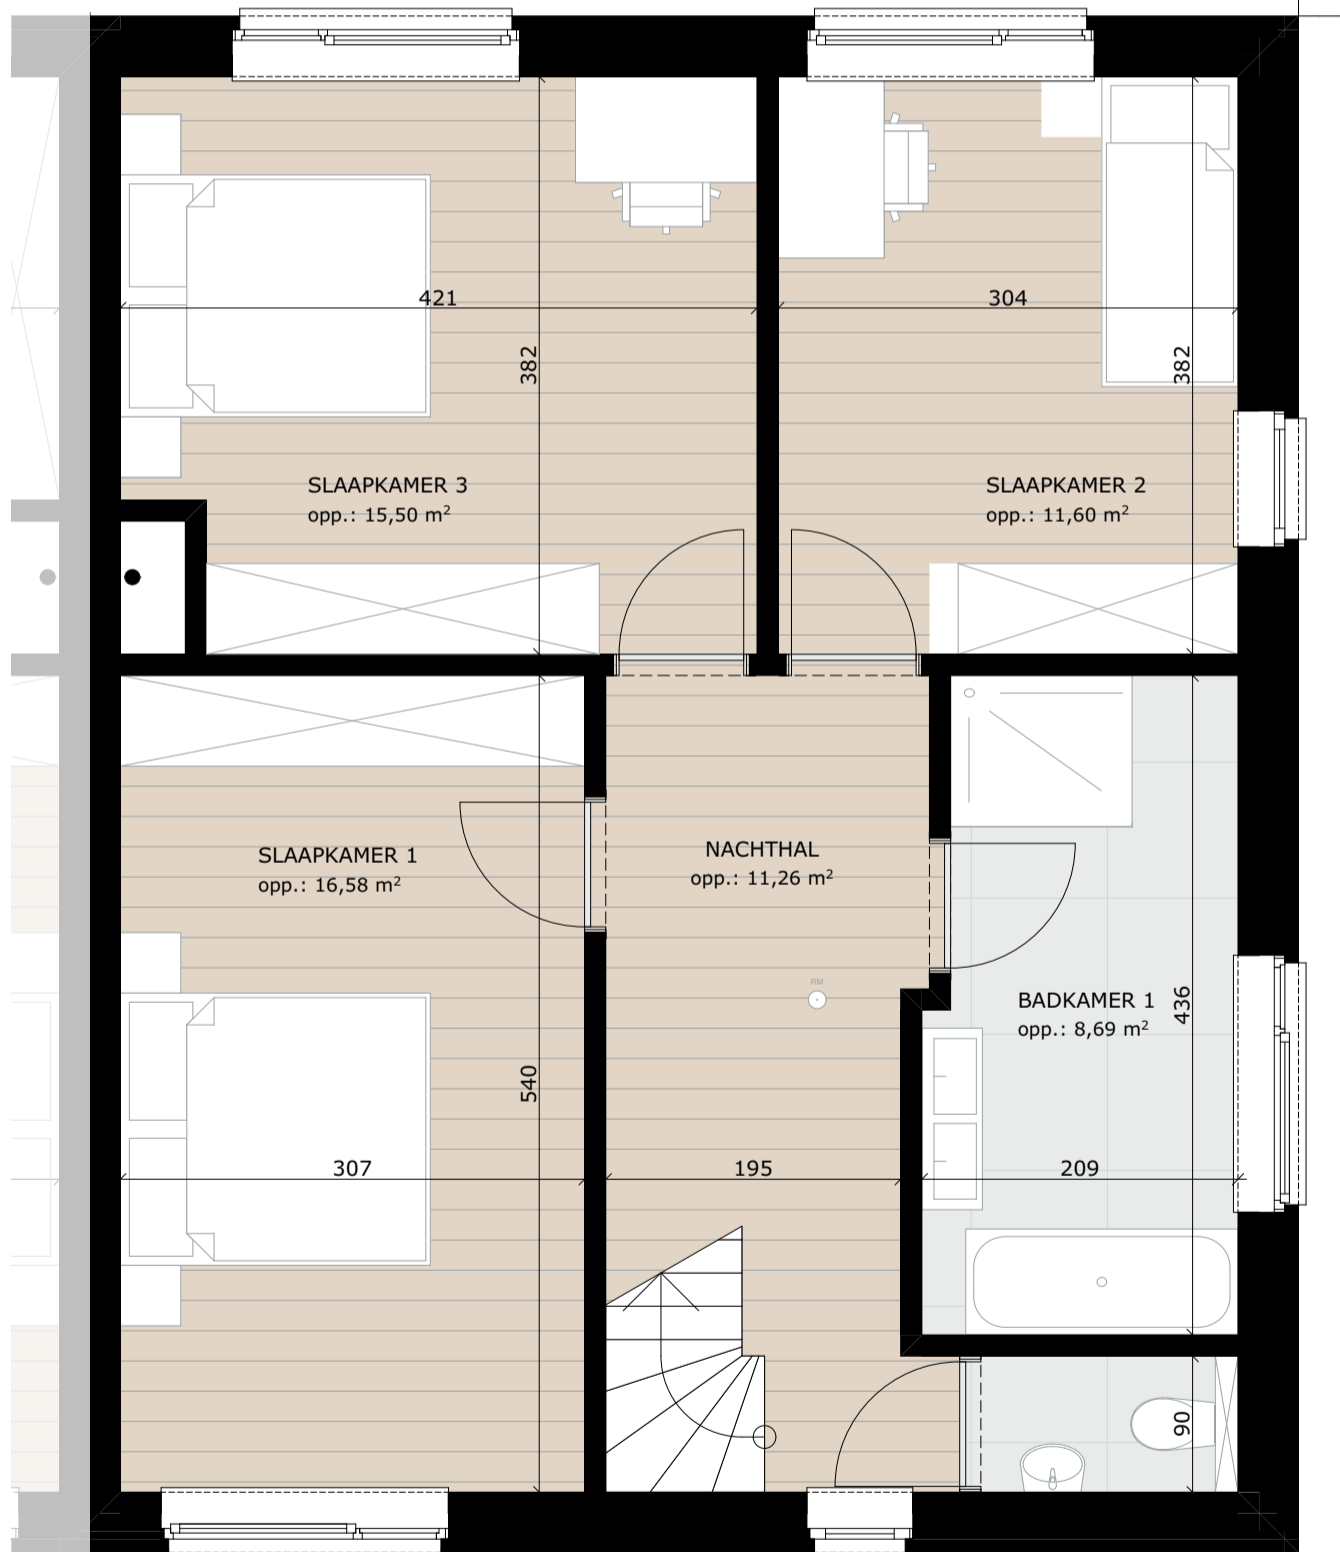 421
304
382
382
SLAAPKAMER 3
opp.: 15,50 m²
SLAAPKAMER 2
opp.: 11,60 m²
SLAAPKAMER 1
opp.: 16,58 m²
NACHTHAL
opp.: 11,26 m²
RM
BADKAMER 1
opp.: 8,69 m²
436
540
307
195
209
90